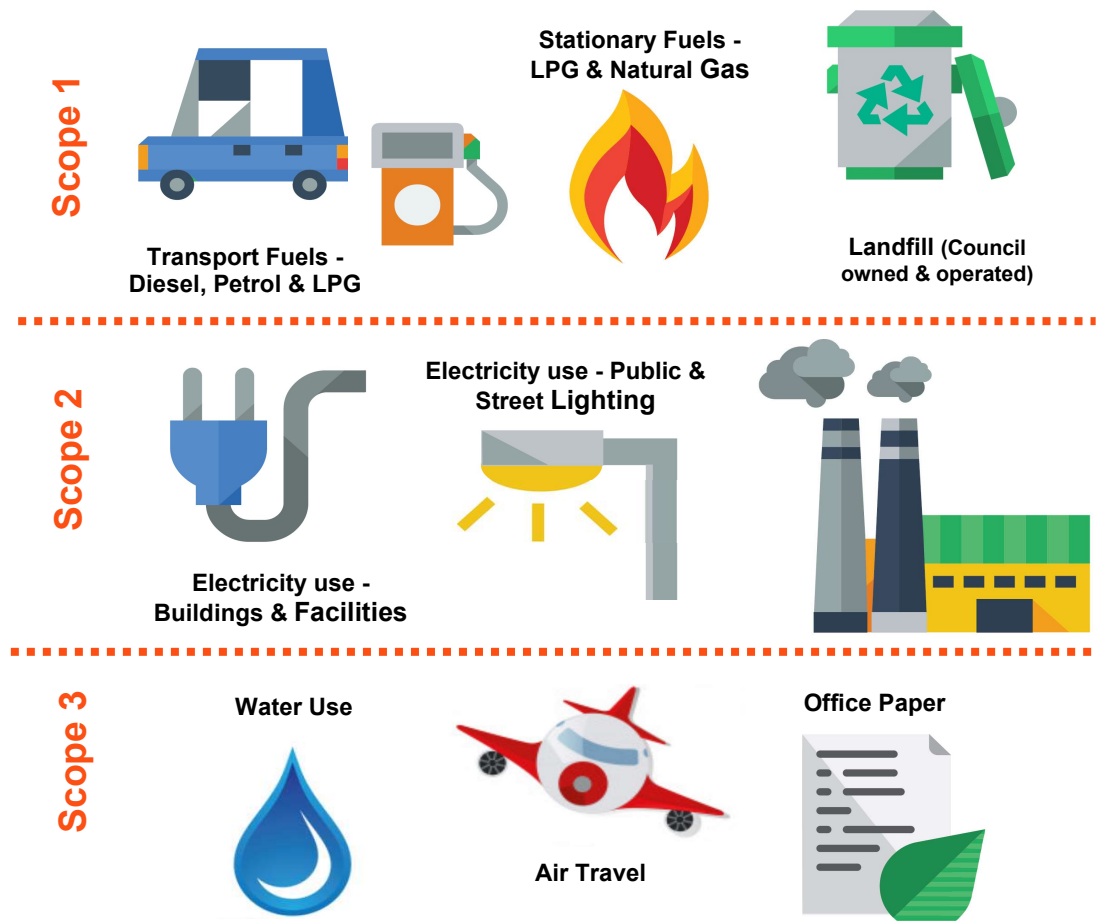 Scope 1
Transport Fuels -
Diesel, Petrol & LPG
Stationary Fuels -
LPG & Natural Gas
Landfill (Council
owned & operated)
Scope 2
Electricity use -
Buildings & Facilities
Electricity use - Public &
Street Lighting
Scope 3
Water Use
Air Travel
Office Paper